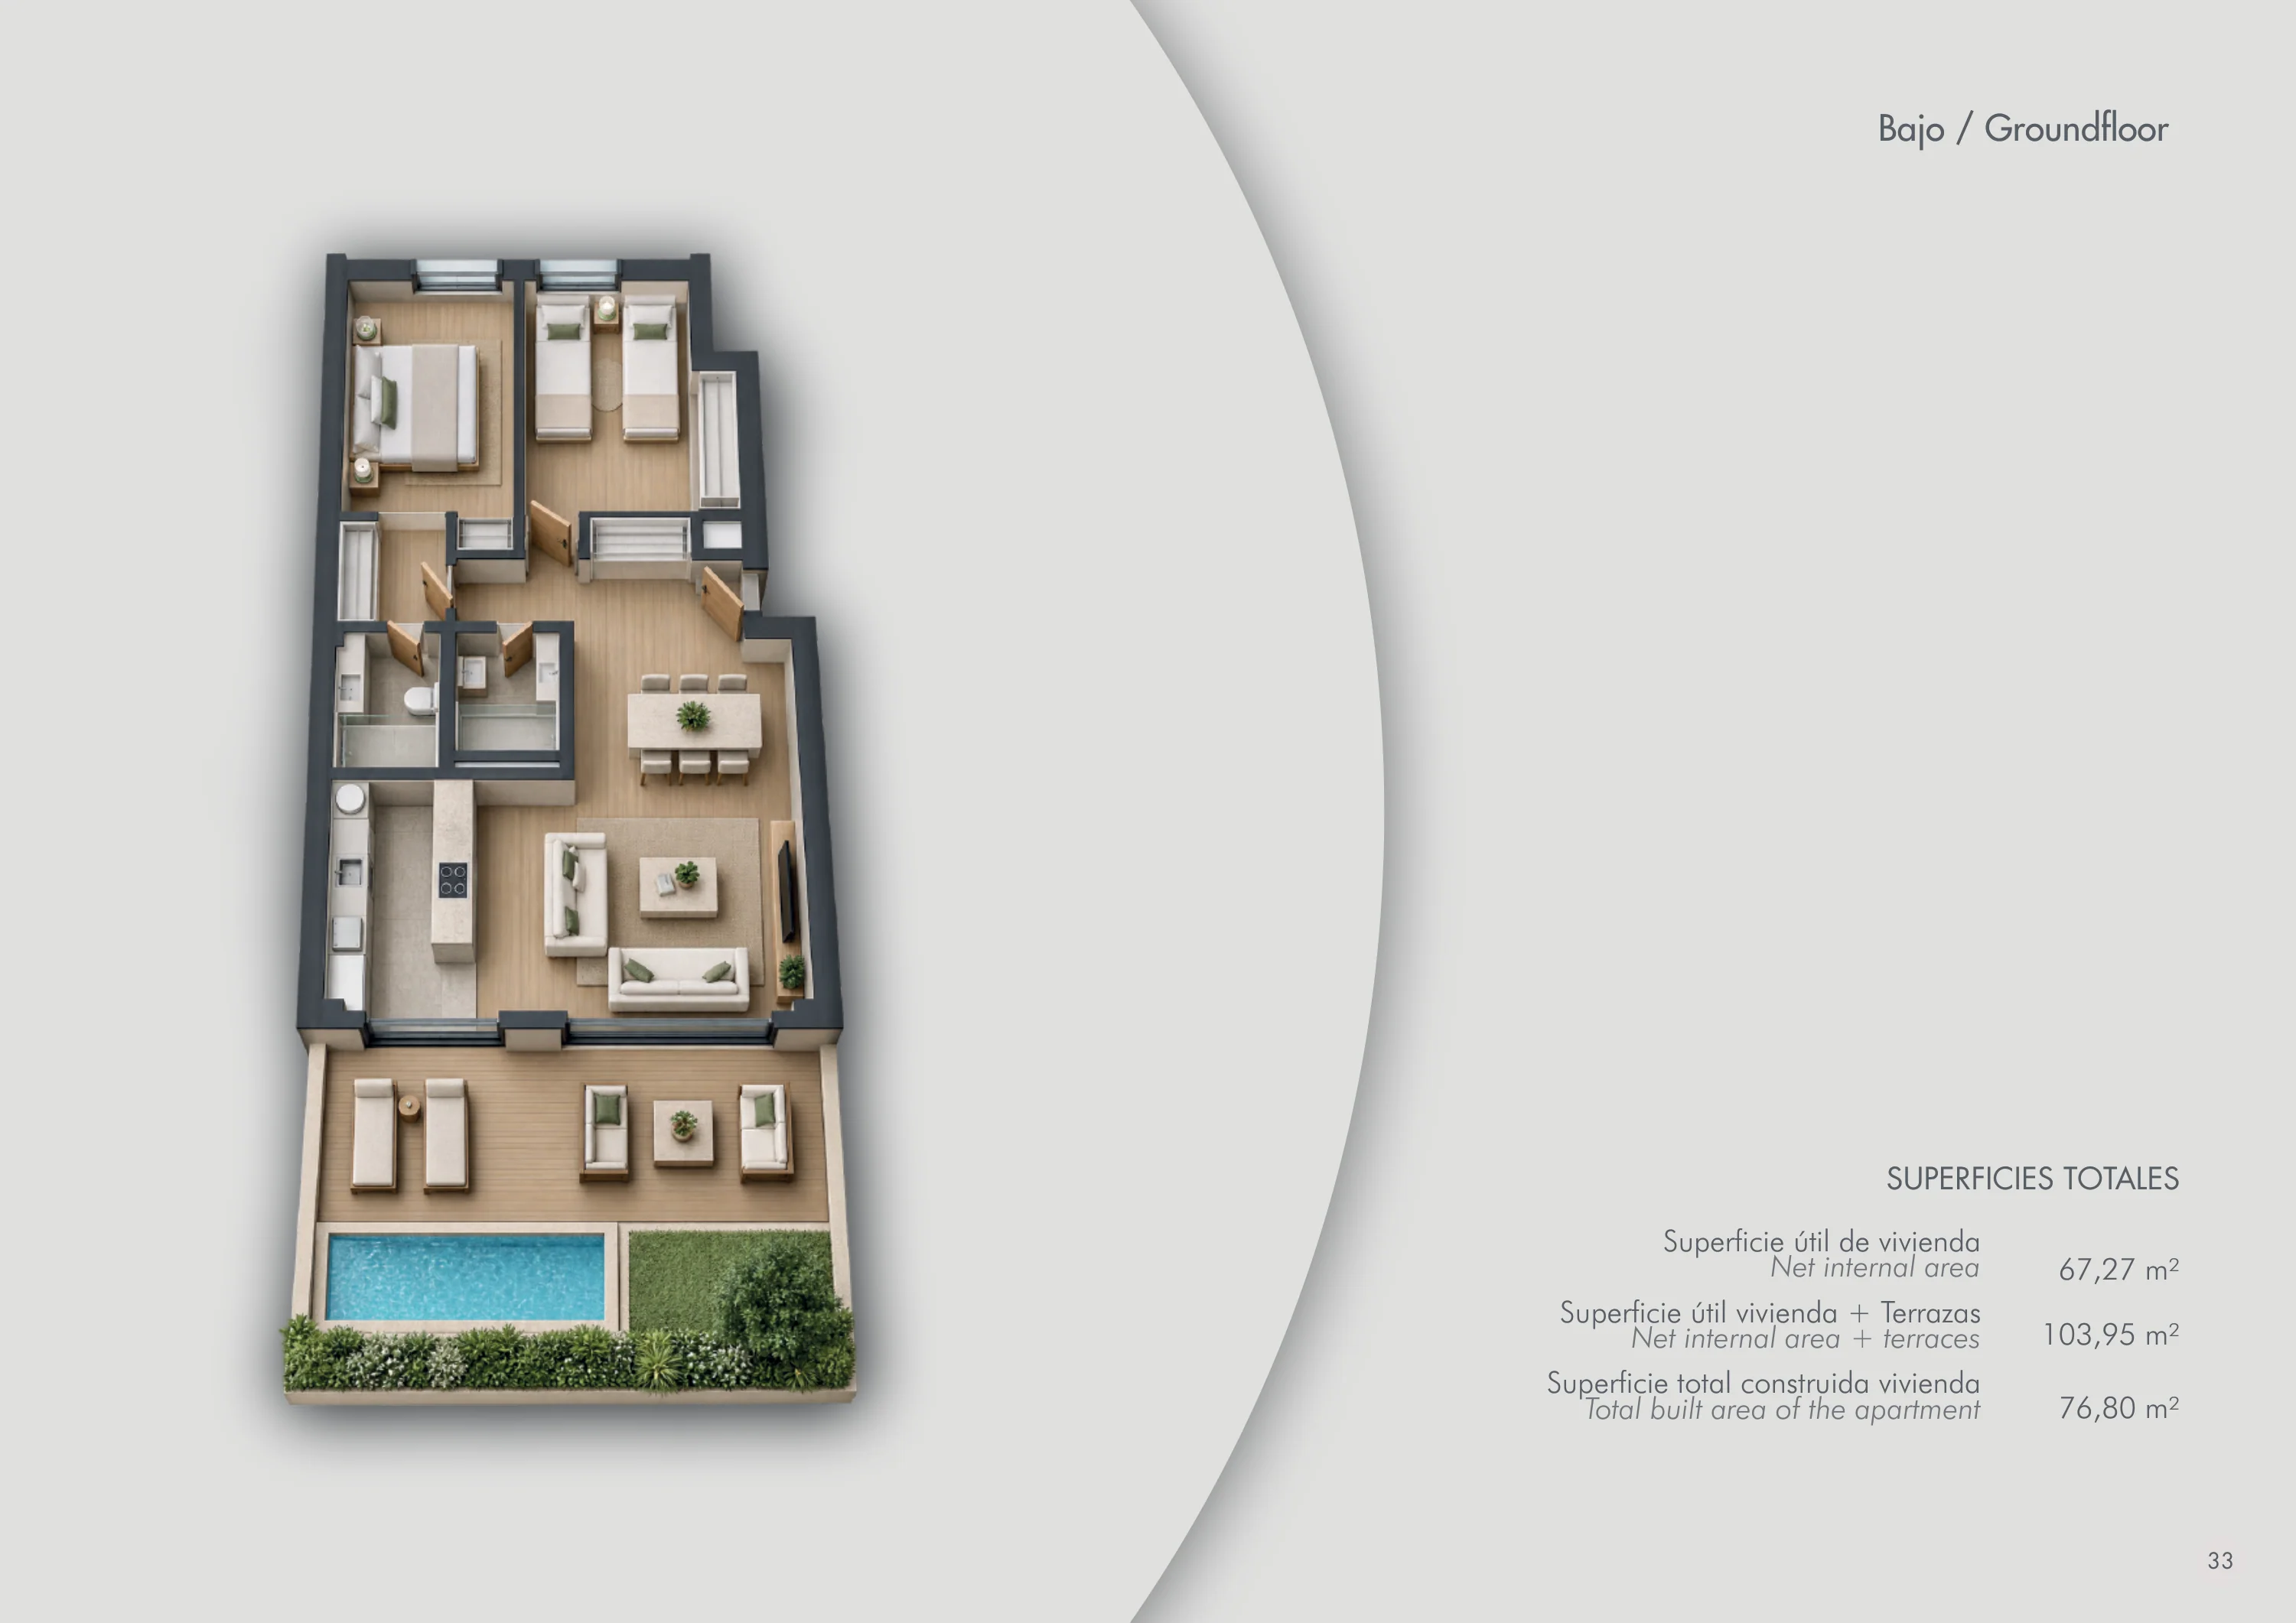 Bajo / Groundfloor
SUPERFICIES TOTALES
Superficie útil de vivienda
Net internal area
67,27 m²
Superficie útil vivienda + Terrazas
Net internal area + terraces
103,95 m²
Superficie total construida vivienda
Total built area of the apartment
76,80 m²
33